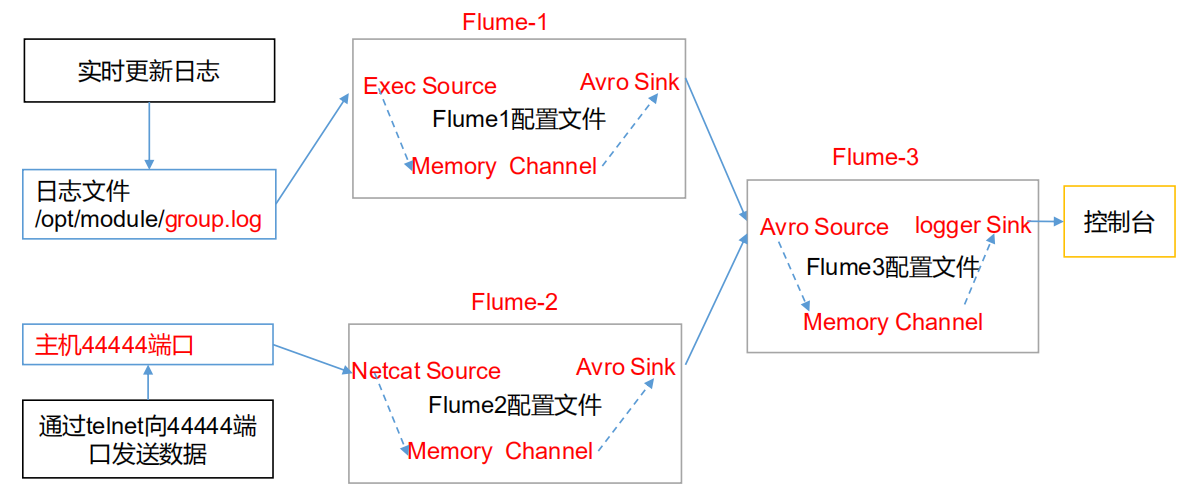 Flume-1
实时更新日志
Exec Source
Avro Sink
Flume1配置文件
Memory Channel
日志文件
/opt/module/group.log
Flume-3
Avro Source
logger Sink
Flume3配置文件
Memory Channel
控制台
Flume-2
主机44444端口
Netcat Source
Avro Sink
Flume2配置文件
Memory Channel
通过telnet向44444端
口发送数据